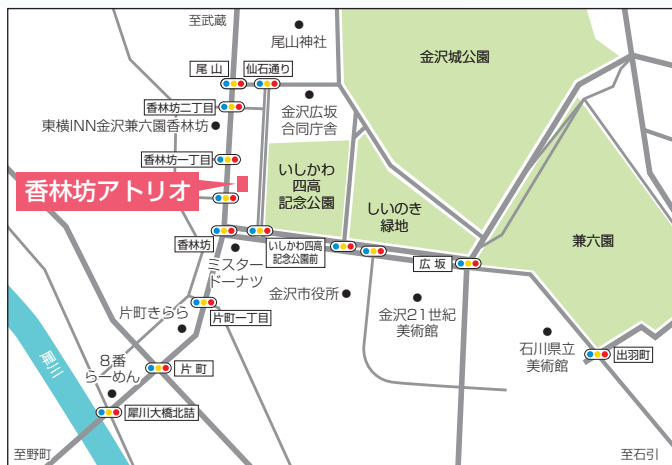 至武蔵
尾山神社
金沢城公園
尾 山
仙石通り
香林坊二丁目
金沢広坂
合同庁舎
東横INN金沢兼六園香林坊
香林坊一丁目
いしかわ
四高
記念公園
香林坊アトリオ
しいのき
緑地
兼六園
香林坊
いしかわ四高
記念公園前
ミスター
ドーナツ
広 坂
金沢市役所
金沢21世紀
美術館
片町きらら
片町一丁目
石川県立
美術館
出羽町
犀川
8番
らーめん
片 町
犀川大橋北詰
至野町
至石引